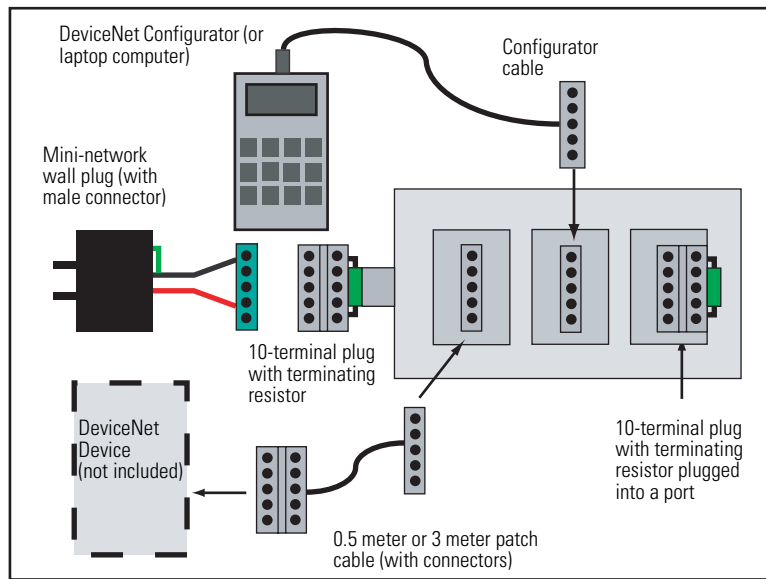 DeviceNet Configurator (or
laptop computer)
Configurator
cable
Mini-network
wall plug (with
male connector)
10-terminal plug
with terminating
resistor
DeviceNet
Device
(not included)
10-terminal plug
with terminating
resistor plugged
into a port
0.5 meter or 3 meter patch
cable (with connectors)